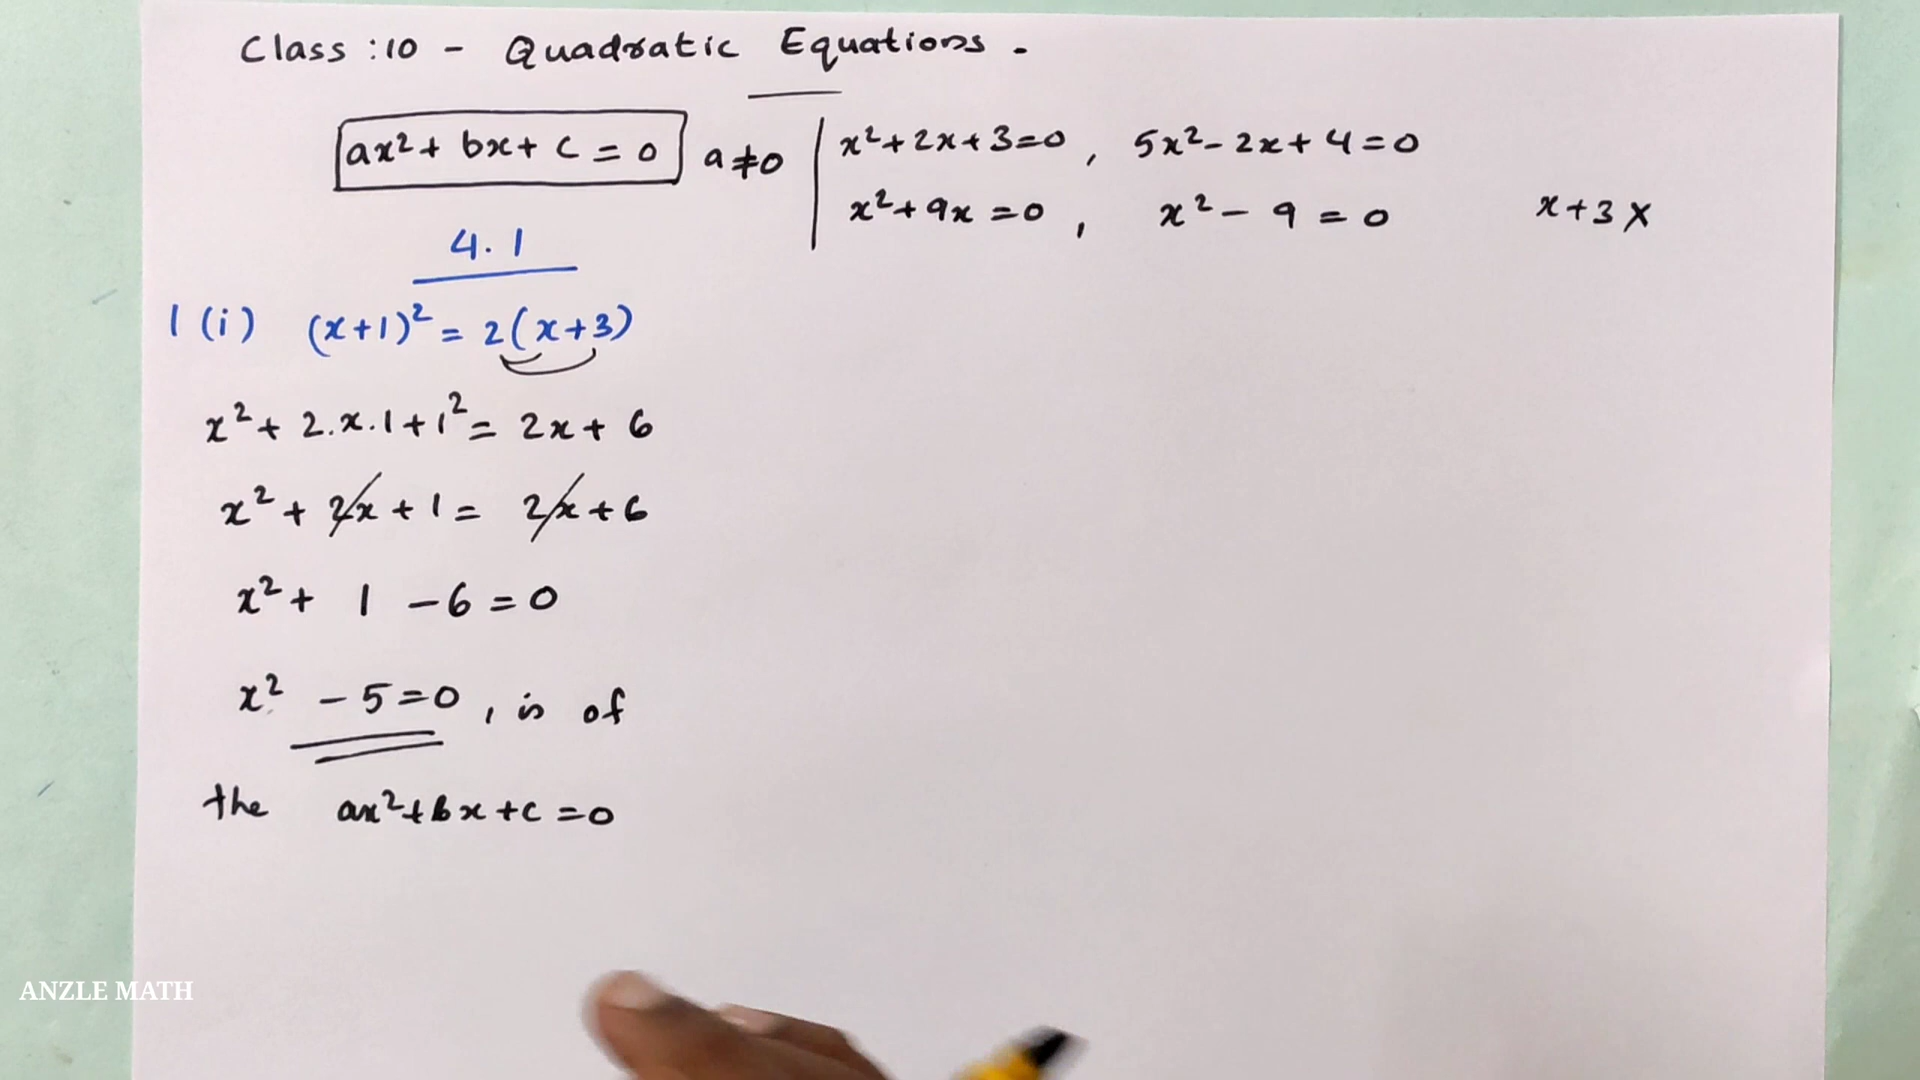 Class : 10 - Quadratic Equations .
ax² + bx + c = 0 a ≠ 0
x² + 2x + 3 = 0 , 5x² - 2x + 4 = 0
x² + 9x = 0 , x² - 9 = 0 x + 3 X
4.1
1 (i) (x+1)² = 2(x+3)
x² + 2.x.1 + 1² = 2x + 6
x² + 2x + 1 = 2x + 6
x² + 1 - 6 = 0
x² - 5 = 0 , is of
the ax² + bx + c = 0
ANZLE MATH